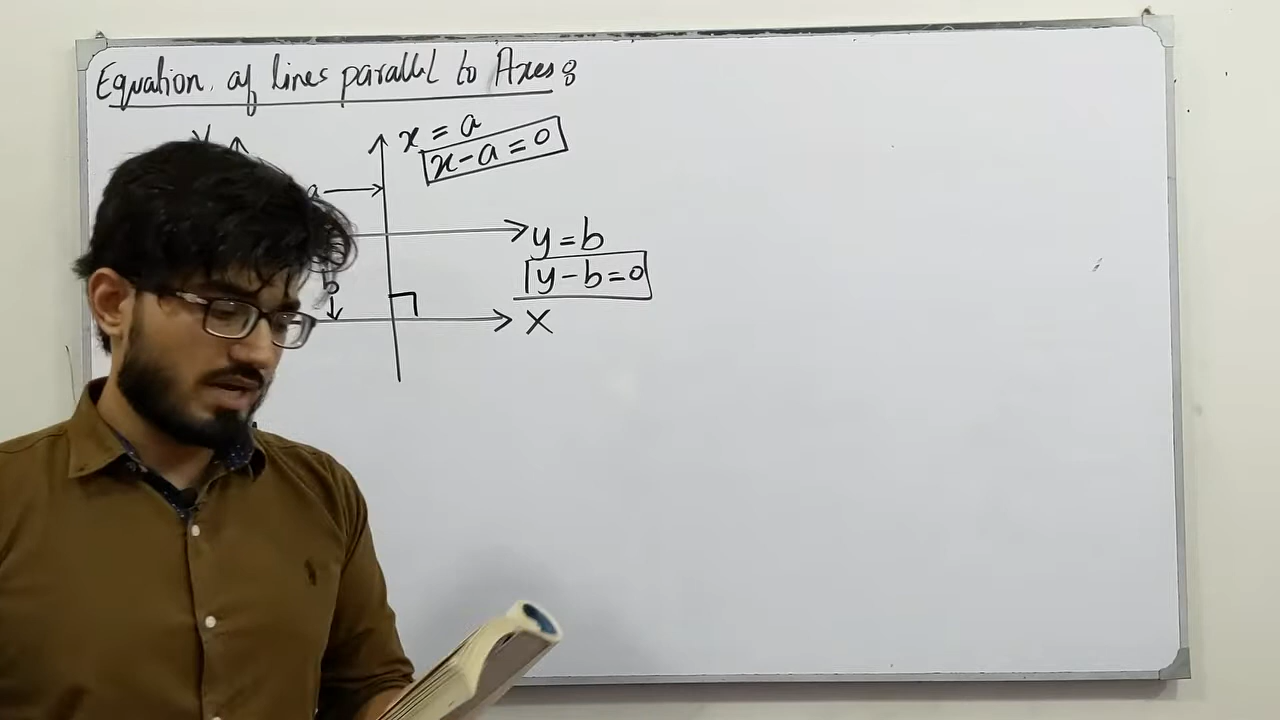 Equation of lines parallel to Axes :
Y
x = a
x - a = 0
a
y = b
b
y - b = 0
X